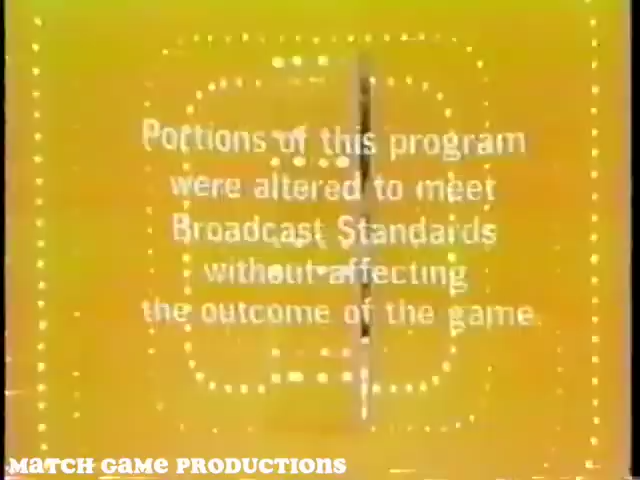 Portions of this program
were altered to meet
Broadcast Standards
without affecting
the outcome of the game.
MATCH GAME PRODUCTIONS